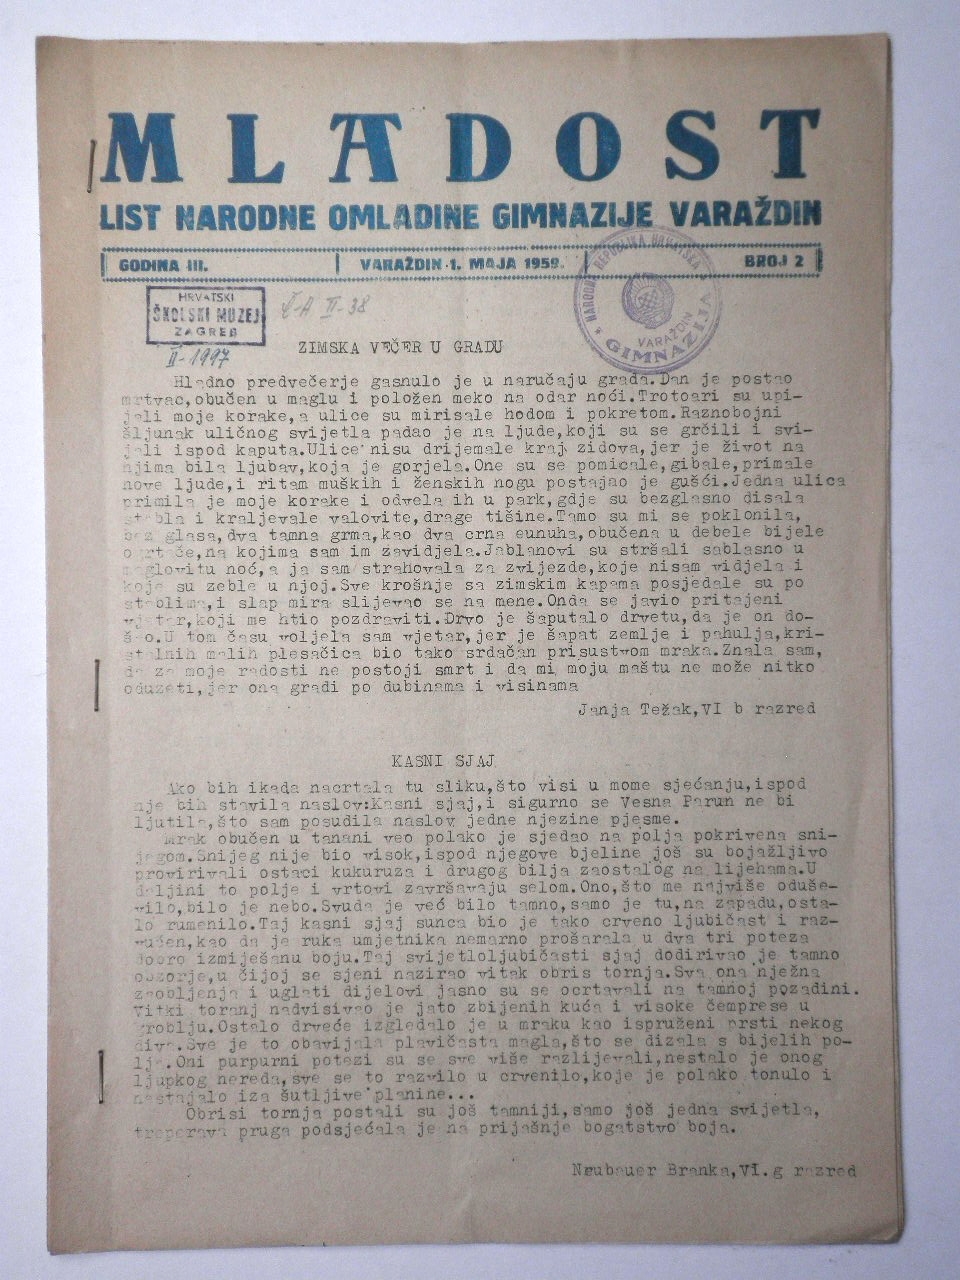 MLADOST
LIST NARODNE OMLADINE GIMNAZIJE VARAŽDIN
GODINA III. VARAŽDIN 1. MAJA 1959. BROJ 2
HRVATSKI
ŠKOLSKI MUZEJ
ZAGREB
II-38
II-1997
NARODNA REPUBLIKA HRVATSKA
VARAŽDIN
GIMNAZIJA
ZIMSKA VEČER U GRADU
Hladno predvečerje gasnulo je u naručaju grada.Dan je postao
mrtvac,obučen u maglu i položen meko na odar noći.Trotoari su upi-
jali moje korake,a ulice su mirisale hodom i pokretom.Raznobojni
šljunak uličnog svijetla padao je na ljude,koji su se grčili i svi-
jali ispod kaputa.Ulice nisu drijemale kraj zidova,jer je život na
njima bila ljubav,koja je gorjela.One su se pomicale,gibale,primale
nove ljude,i ritam muških i ženskih nogu postajao je gušći.Jedna ulica
primila je moje korake i odvela ih u park,gdje su bezglasno disala
stabla i kraljevale valovite,drage tišine.Tamo su mi se poklonila,
bez glasa,dva tamna grma,kao dva crna eunuha,obučena u debele bijele
ogrtače,na kojima sam im zavidjela.Jablanovi su stršali sablasno u
maglovitu noć,a ja sam strahovala za zvijezde,koje nisam vidjela i
koje su zeble u njoj.Sve krošnje sa zimskim kapama posjedale su po
stablima,i slap mira slijevao se na mene.Onda se javio pritajeni
vjetar,koji me htio pozdraviti.Drvo je šaputalo drvetu,da je on do-
šao.U tom času voljela sam vjetar,jer je šapat zemlje i pahulja,kri-
stalnih malih plesačica bio tako srdačan prisustvom mraka.Znala sam,
da za moje radosti ne postoji smrt i da mi moju maštu ne može nitko
oduzeti,jer ona gradi po dubinama i visinama
Janja Težak,VI b razred
KASNI SJAJ
Ako bih ikada nacrtala tu sliku,što visi u mome sjećanju,ispod
nje bih stavila naslov:Kasni sjaj,i sigurno se Vesna Parun ne bi
ljutila,što sam posudila naslov jedne njezine pjesme.
Mrak obučen u tanani veo polako je sjedao na polja pokrivena sni-
jegom.Snijeg nije bio visok,ispod njegove bjeline još su bojažljivo
provirivali ostaci kukuruza i drugog bilja zaostalog na lijehama.U
daljini to polje i vrtovi završavaju selom.Ono,što me najviše oduše-
vilo,bilo je nebo.Svuda je već bilo tamno,samo je tu,na zapadu,osta-
lo rumenilo.Taj kasni sjaj sunca bio je tako crveno ljubičast i raz-
vučen,kao da je ruka umjetnika nemarno prošarala u dva tri poteza
dobro izmiješanu boju.Taj svijetloljubičasti sjaj dodirivao je tamno
obzorje,u čijoj se sjeni nazirao vitak obris tornja.Sva ona nježna
zaobljenja i uglati dijelovi jasno su se ocrtavali na tamnoj pozadini.
Vitki toranj nadvisivao je jato zbijenih kuća i visoke čemprese u
groblju.Ostalo drveće izgledalo je u mraku kao ispruženi prsti nekog
diva.Sve je to obavijala plavičasta magla,što se dizala s bijelih po-
lja.Oni purpurni potezi su se sve više razlijevali,nestalo je onog
ljupkog nereda,sve se to razvilo u crvenilo,koje je polako tonulo i
nestajalo iza šutljive planine...
Obrisi tornja postali su još tamniji,samo još jedna svijetla,
treperava pruga podsjećala je na prijašnje bogatstvo boja.
Neubauer Branka,VI.g razred